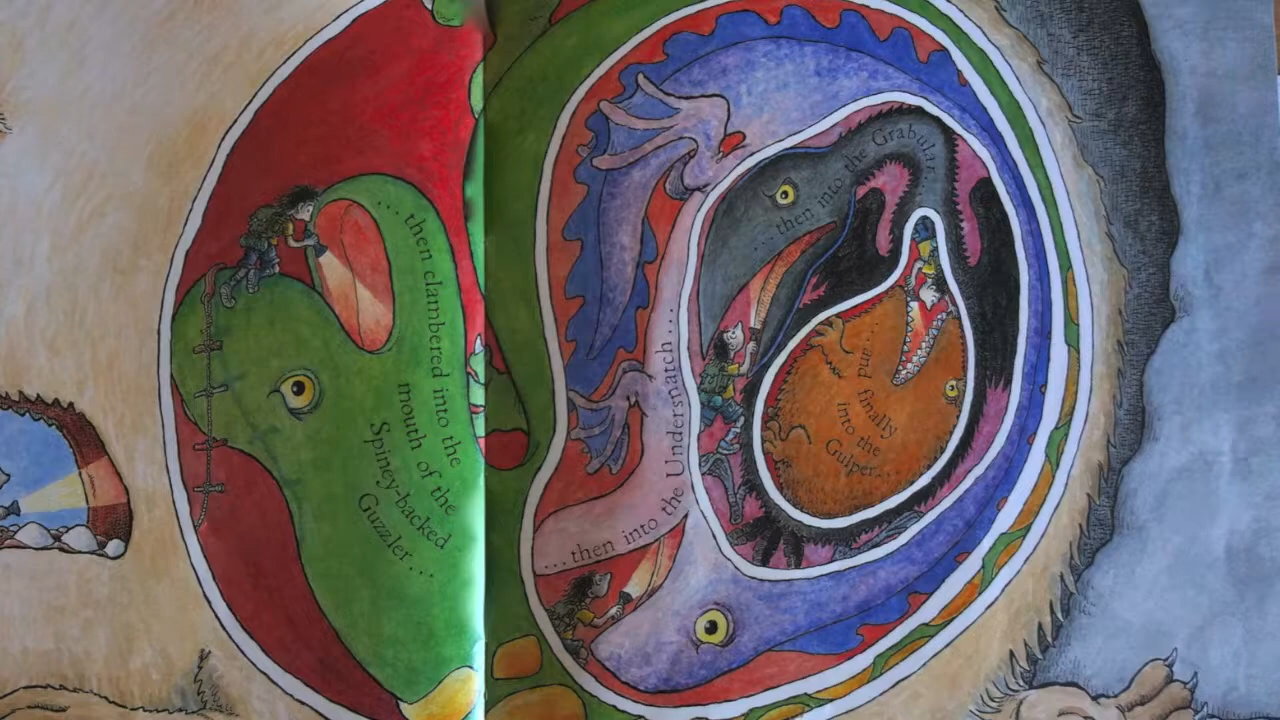 ...then clambered into the
mouth of the
Spiney-backed
Guzzler...
...then into the Undersnatch...
...then into the Grabular...
and
finally
into the
Gulper...